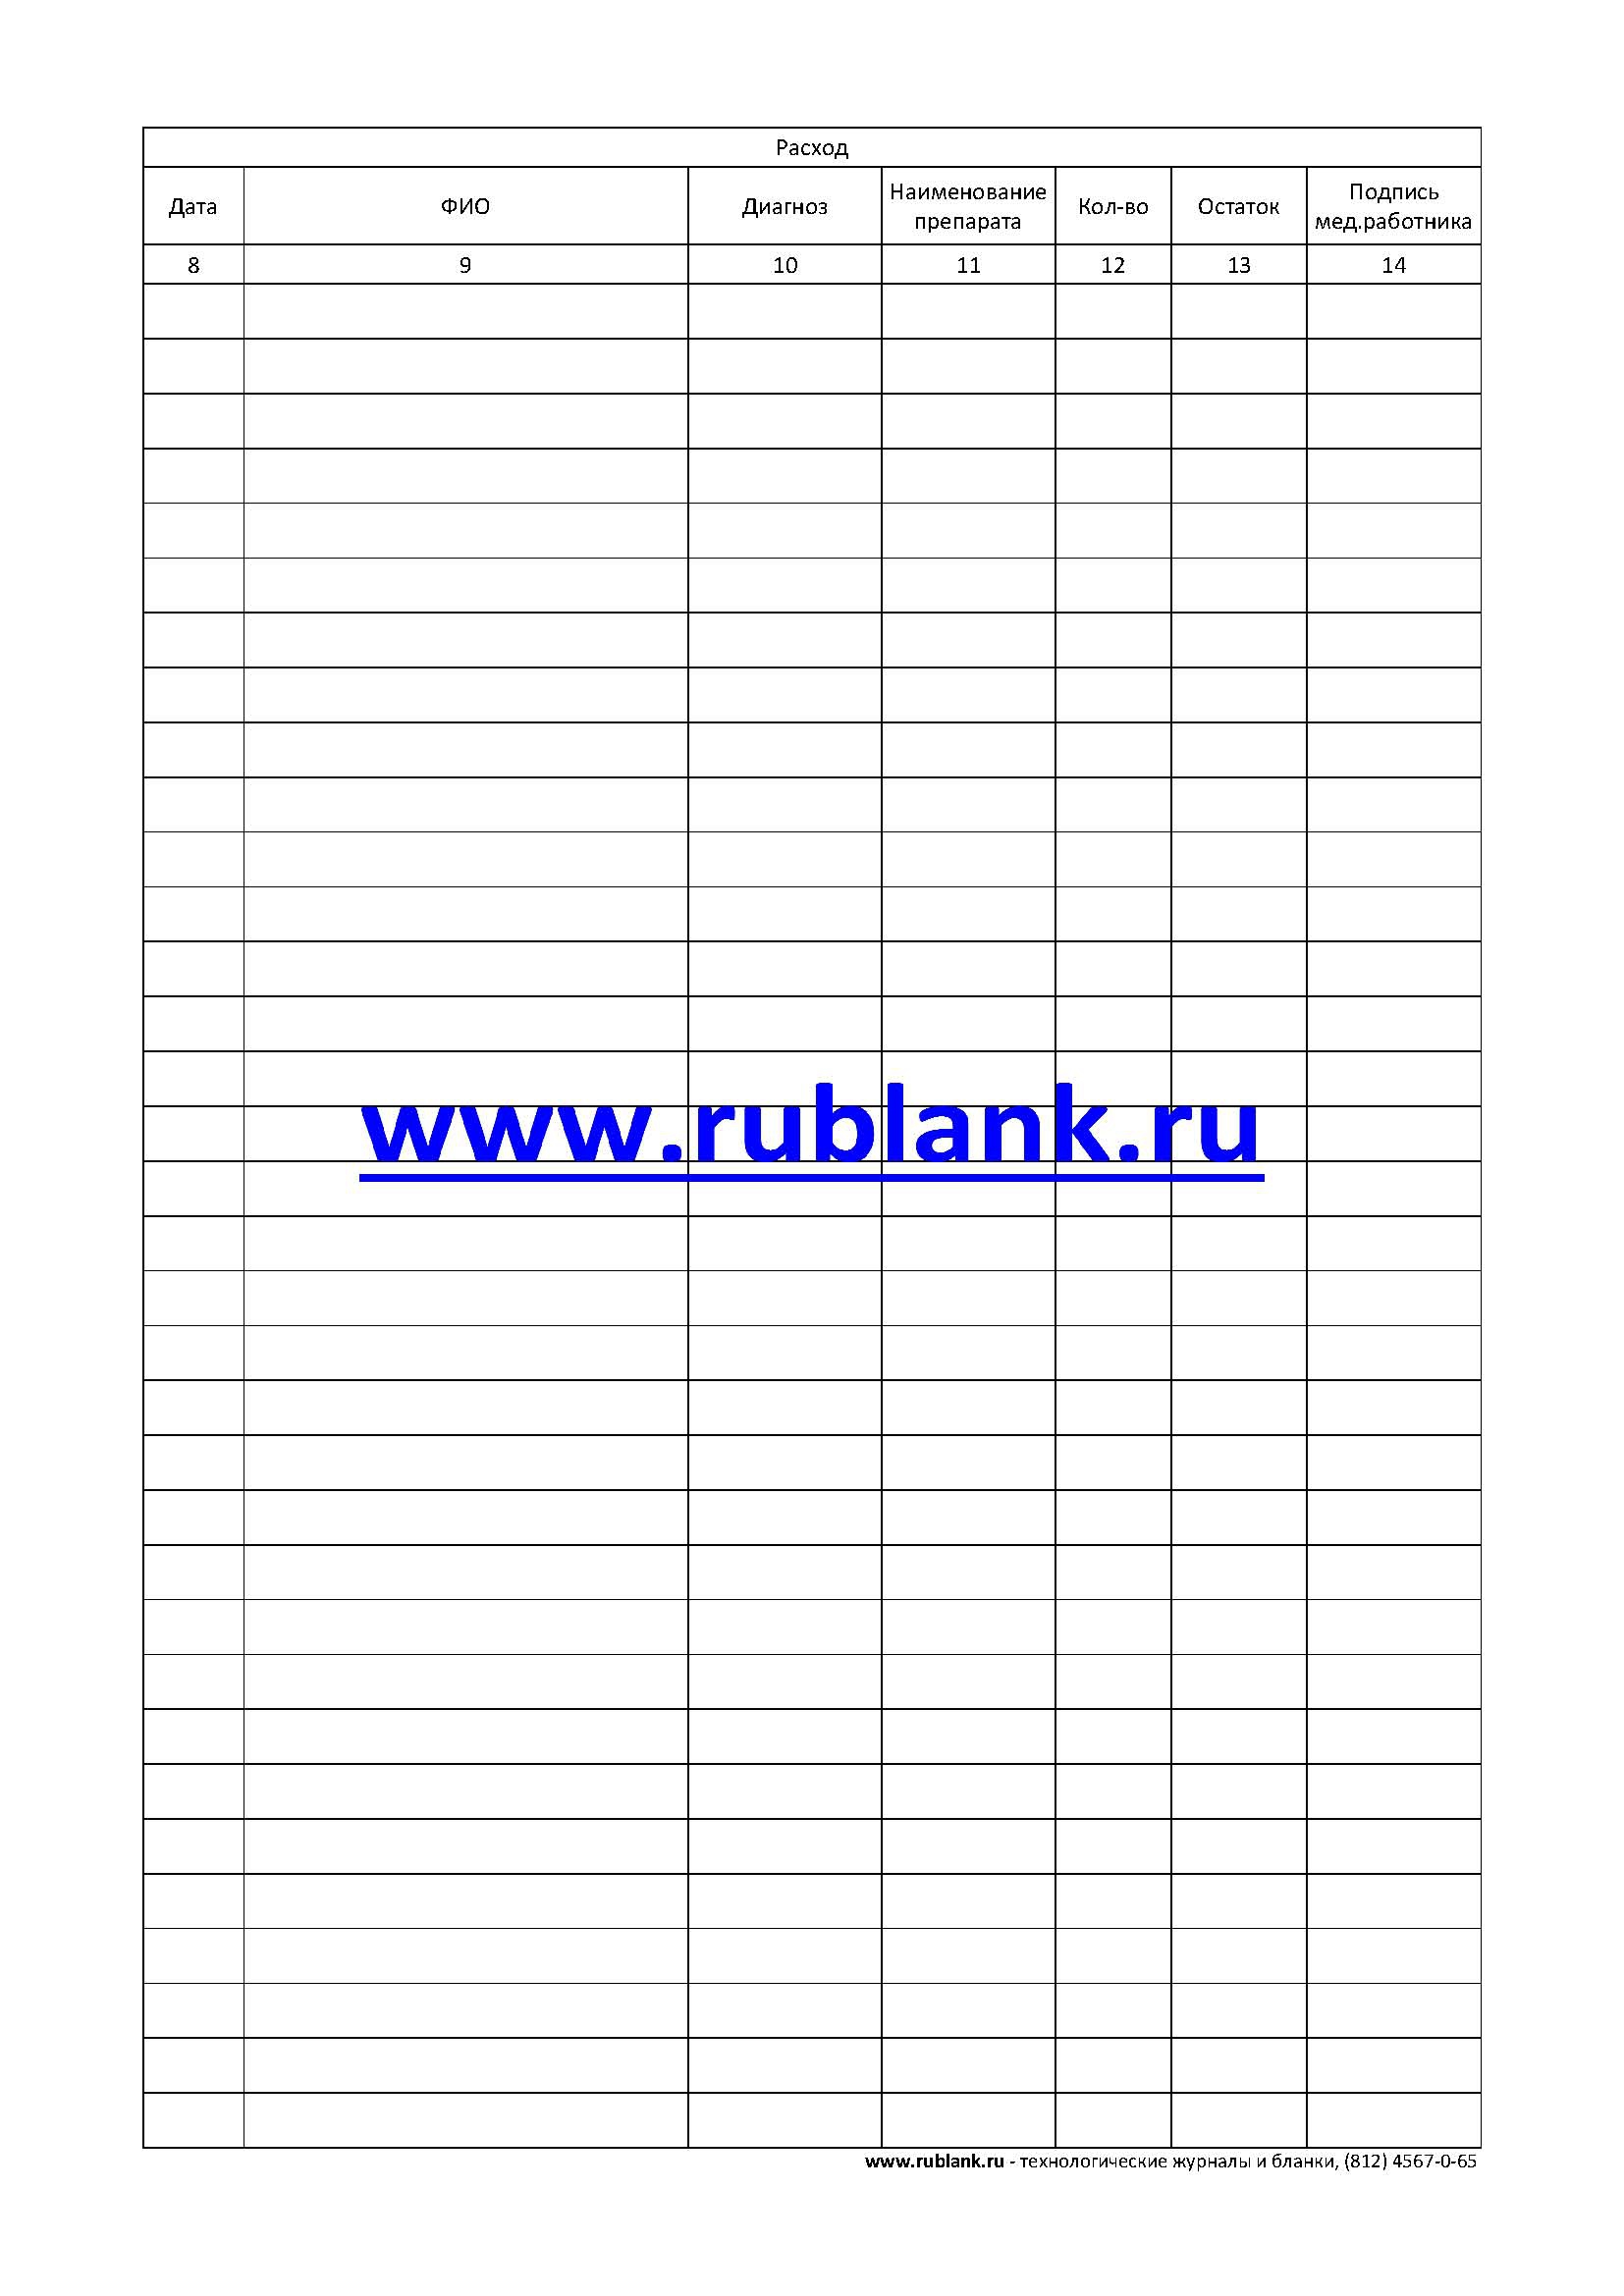 Расход
Дата ФИО Диагноз Наименование препарата Кол-во Остаток Подпись мед.работника
8 9 10 11 12 13 14
www.rublank.ru
www.rublank.ru - технологические журналы и бланки, (812) 4567-0-65